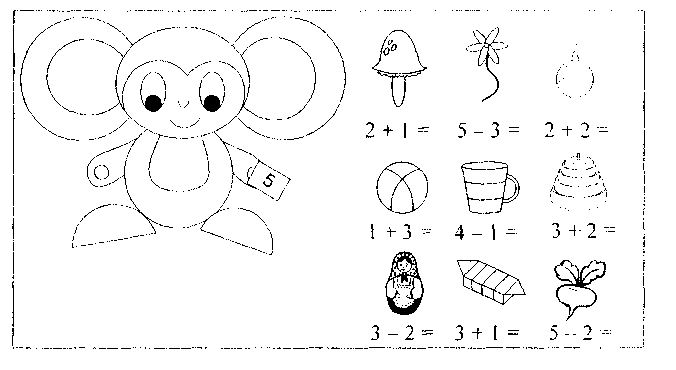 2 + 1 = 5 – 3 = 2 + 2 =
5
1 + 3 = 4 – 1 = 3 + 2 =
3 – 2 = 3 + 1 = 5 – 2 =